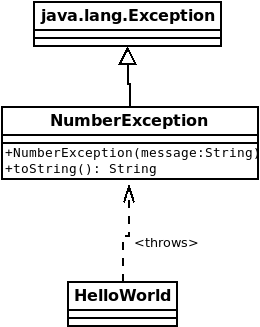 java.lang.Exception
NumberException
+NumberException(message:String)
+toString(): String
<throws>
HelloWorld